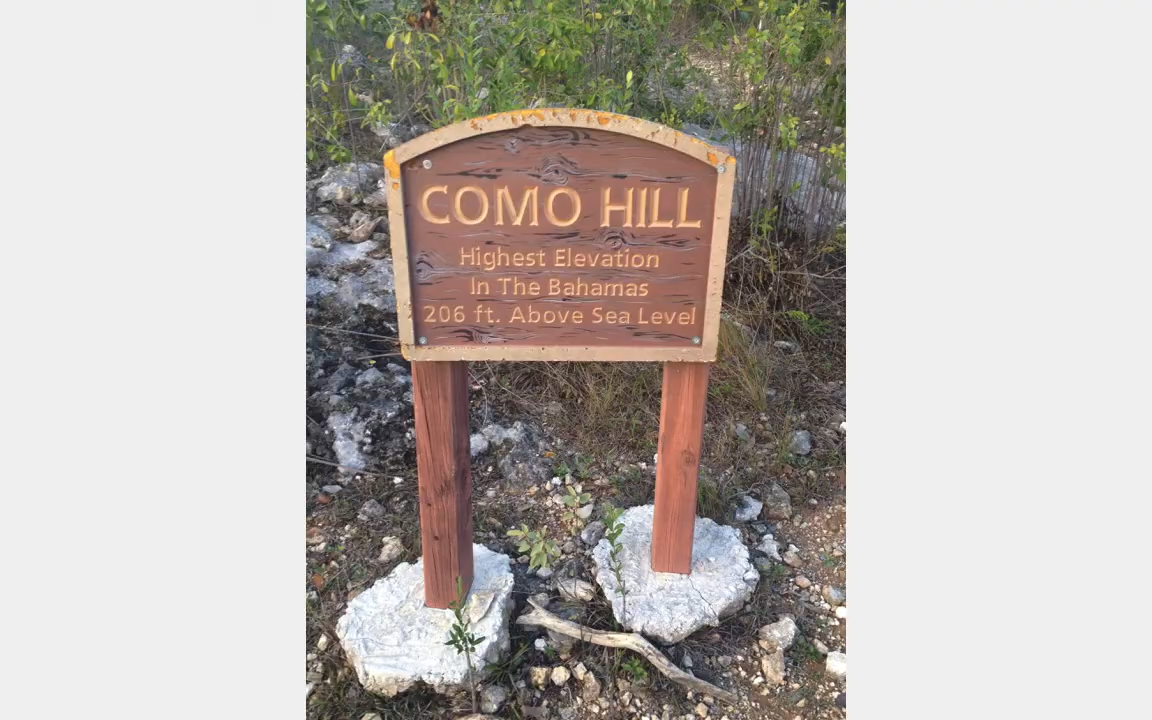 COMO HILL
Highest Elevation
In The Bahamas
206 ft. Above Sea Level